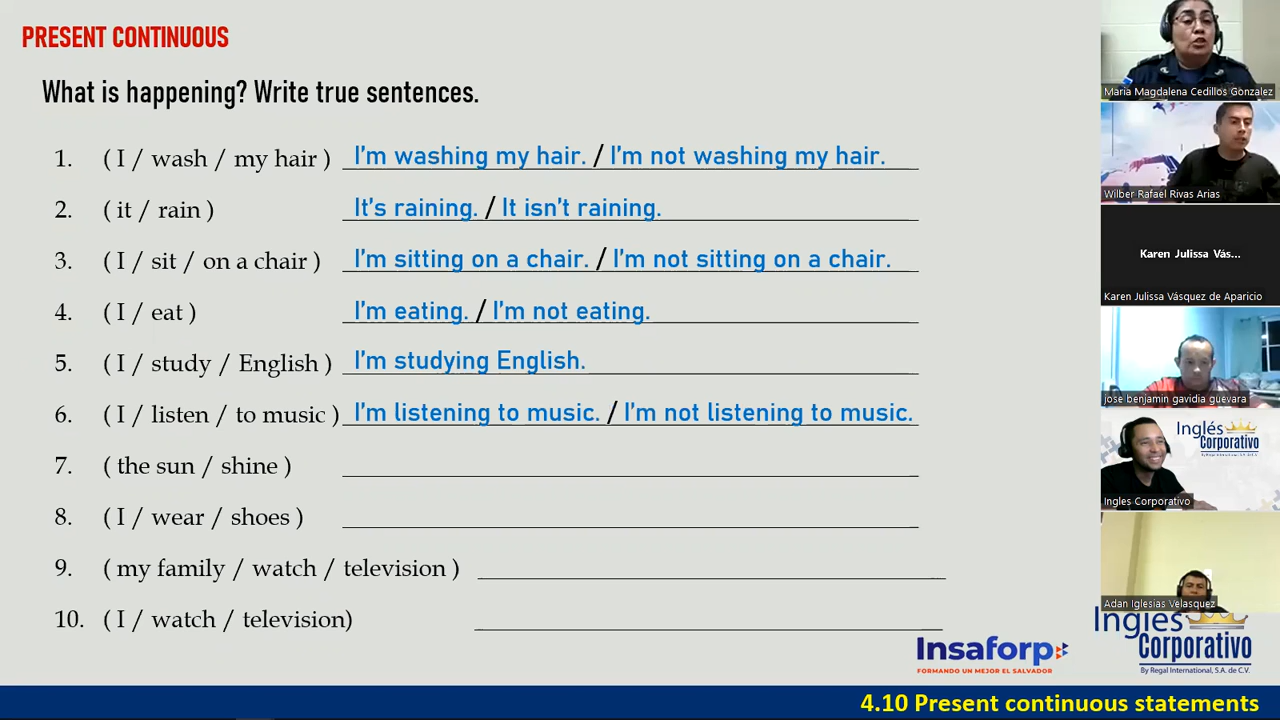 PRESENT CONTINUOUS
What is happening? Write true sentences.
1. ( I / wash / my hair ) I'm washing my hair. / I'm not washing my hair.
2. ( it / rain ) It's raining. / It isn't raining.
3. ( I / sit / on a chair ) I'm sitting on a chair. / I'm not sitting on a chair.
4. ( I / eat ) I'm eating. / I'm not eating.
5. ( I / study / English ) I'm studying English.
6. ( I / listen / to music ) I'm listening to music. / I'm not listening to music.
7. ( the sun / shine )
8. ( I / wear / shoes )
9. ( my family / watch / television )
10. ( I / watch / television)
Insaforp
FORMANDO UN MEJOR EL SALVADOR
Inglés
Corporativo
By Regal International, S.A. de C.V.
4.10 Present continuous statements
Maria Magdalena Cedillos Gonzalez
Wilber Rafael Rivas Arias
Karen Julissa Vás...
Karen Julissa Vásquez de Aparicio
jose benjamin gavidia guevara
Inglés
Corporativo
Ingles Corporativo
Adan Iglesias Velasquez